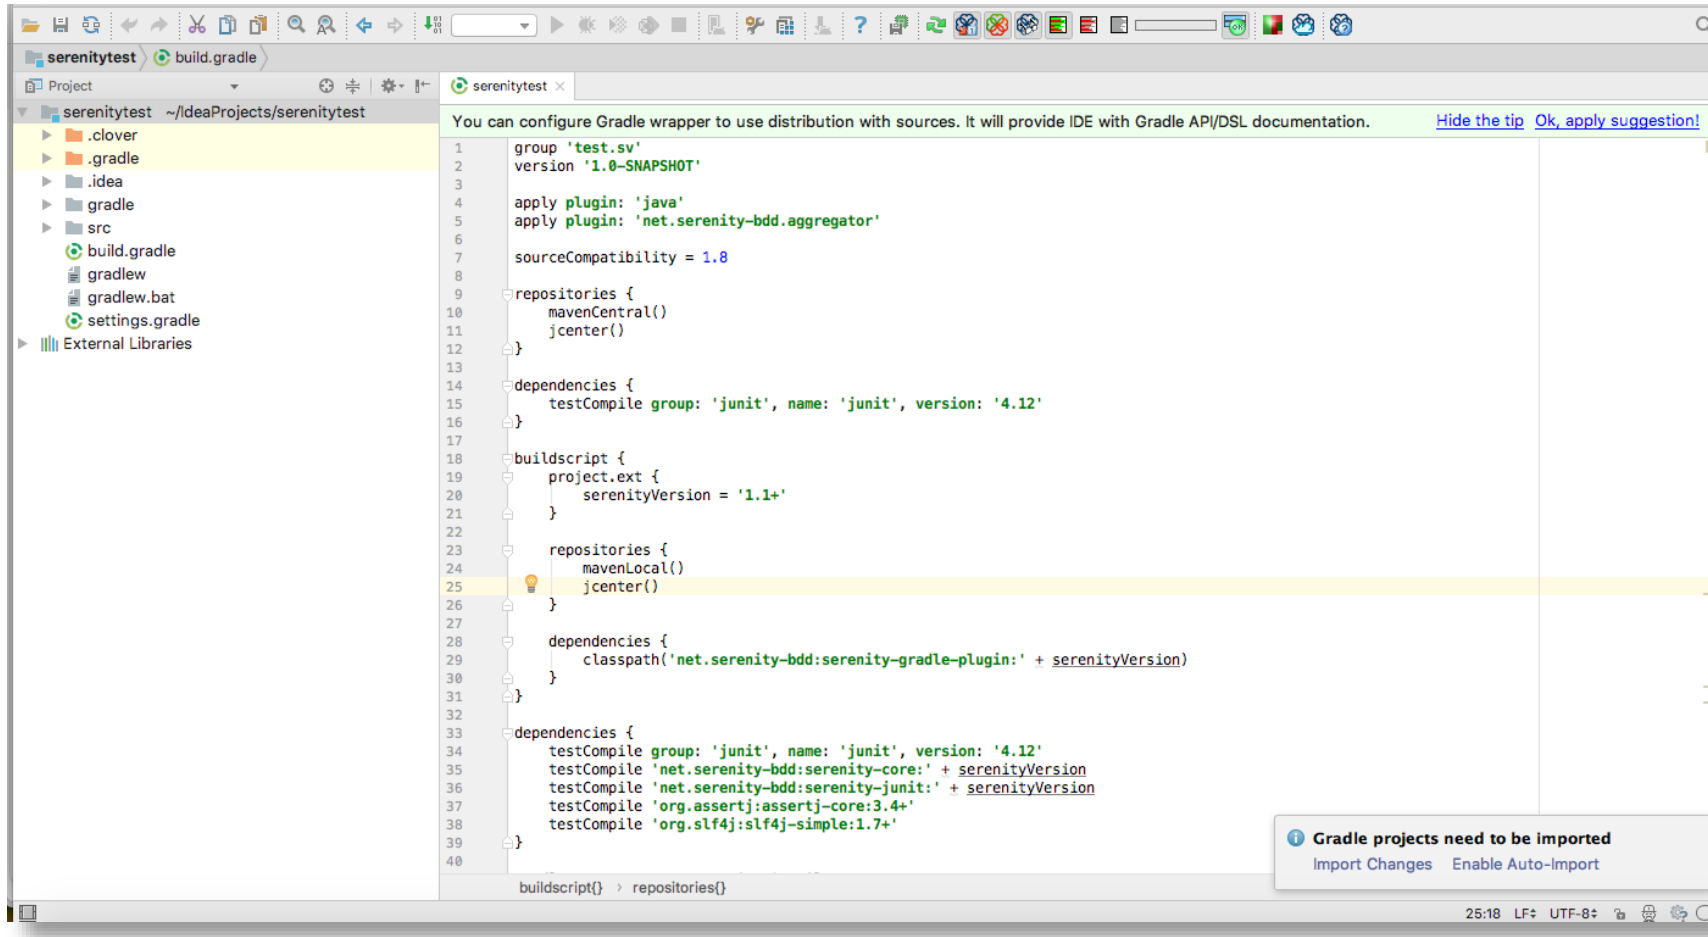 serenitytest build.gradle
Project
serenitytest
serenitytest ~/IdeaProjects/serenitytest
.clover
.gradle
.idea
gradle
src
build.gradle
gradlew
gradlew.bat
settings.gradle
External Libraries
You can configure Gradle wrapper to use distribution with sources. It will provide IDE with Gradle API/DSL documentation. Hide the tip Ok, apply suggestion!
1 group 'test.sv'
2 version '1.0-SNAPSHOT'
3
4 apply plugin: 'java'
5 apply plugin: 'net.serenity-bdd.aggregator'
6
7 sourceCompatibility = 1.8
8
9 repositories {
10 mavenCentral()
11 jcenter()
12 }
13
14 dependencies {
15 testCompile group: 'junit', name: 'junit', version: '4.12'
16 }
17
18 buildscript {
19 project.ext {
20 serenityVersion = '1.1+'
21 }
22
23 repositories {
24 mavenLocal()
25 jcenter()
26 }
27
28 dependencies {
29 classpath('net.serenity-bdd:serenity-gradle-plugin:' + serenityVersion)
30 }
31 }
32
33 dependencies {
34 testCompile group: 'junit', name: 'junit', version: '4.12'
35 testCompile 'net.serenity-bdd:serenity-core:' + serenityVersion
36 testCompile 'net.serenity-bdd:serenity-junit:' + serenityVersion
37 testCompile 'org.assertj:assertj-core:3.4+'
38 testCompile 'org.slf4j:slf4j-simple:1.7+'
39 }
40
Gradle projects need to be imported
Import Changes Enable Auto-Import
buildscript{} › repositories{}
25:18 LF UTF-8